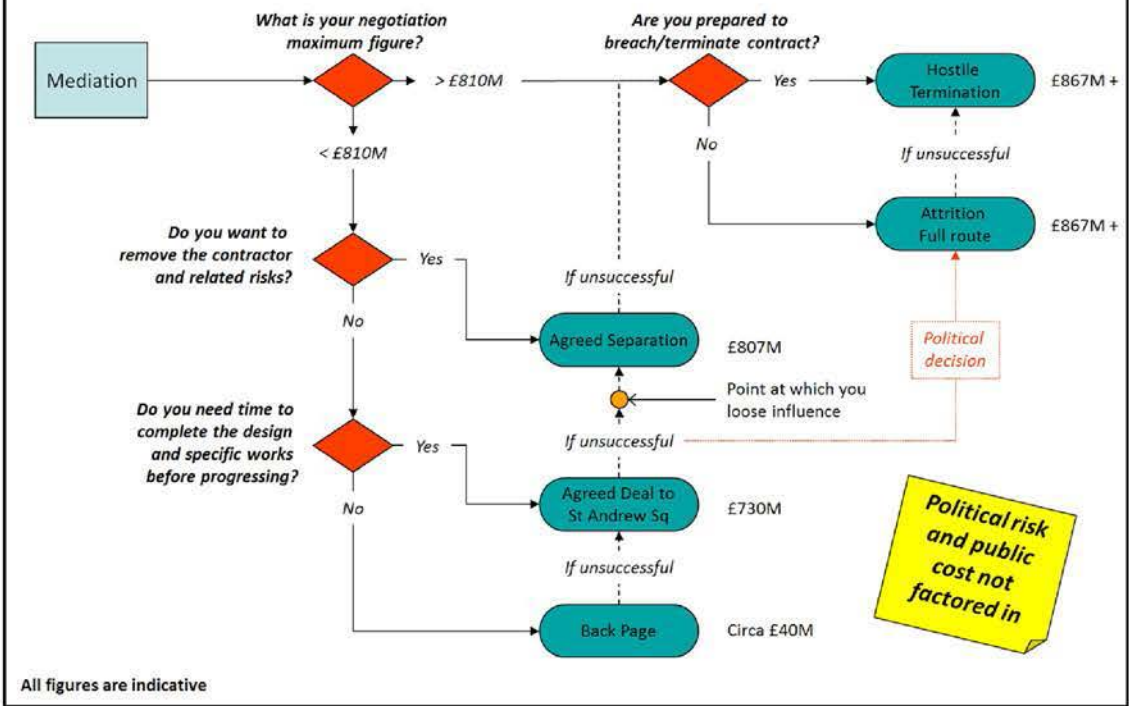 What is your negotiation
maximum figure?
Are you prepared to
breach/terminate contract?
Mediation
> £810M
Yes
Hostile
Termination
£867M +
< £810M
No
If unsuccessful
Attrition
Full route
£867M +
Do you want to
remove the contractor
and related risks?
Yes
If unsuccessful
No
Agreed Separation
£807M
Political
decision
Point at which you
loose influence
Do you need time to
complete the design
and specific works
before progressing?
Yes
If unsuccessful
No
Agreed Deal to
St Andrew Sq
£730M
If unsuccessful
Back Page
Circa £40M
Political risk
and public
cost not
factored in
All figures are indicative